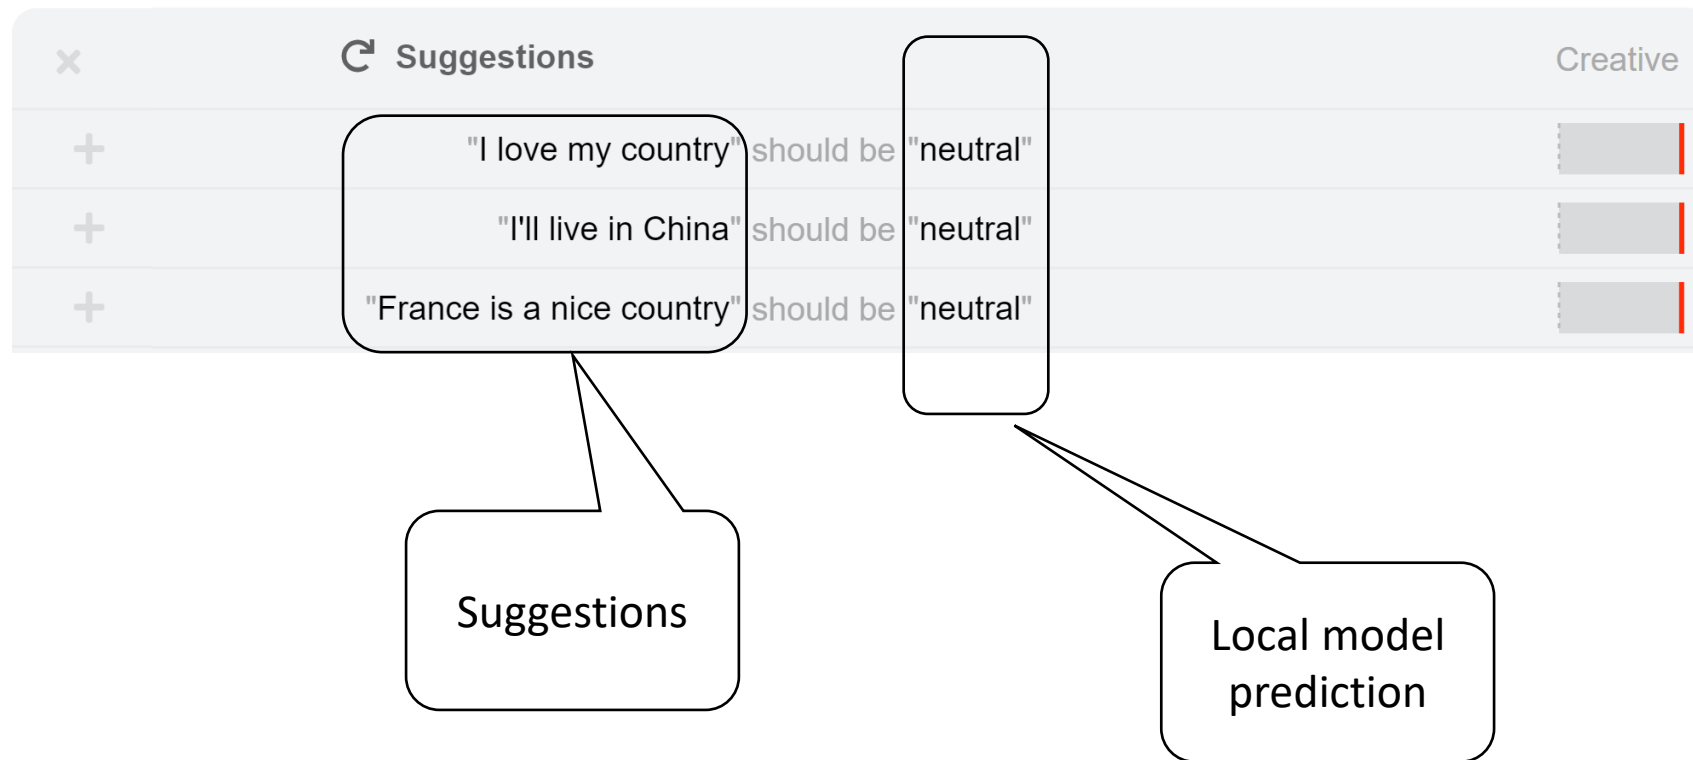 Suggestions Creative
"I love my country" should be "neutral"
"I'll live in China" should be "neutral"
"France is a nice country" should be "neutral"
Suggestions
Local model
prediction